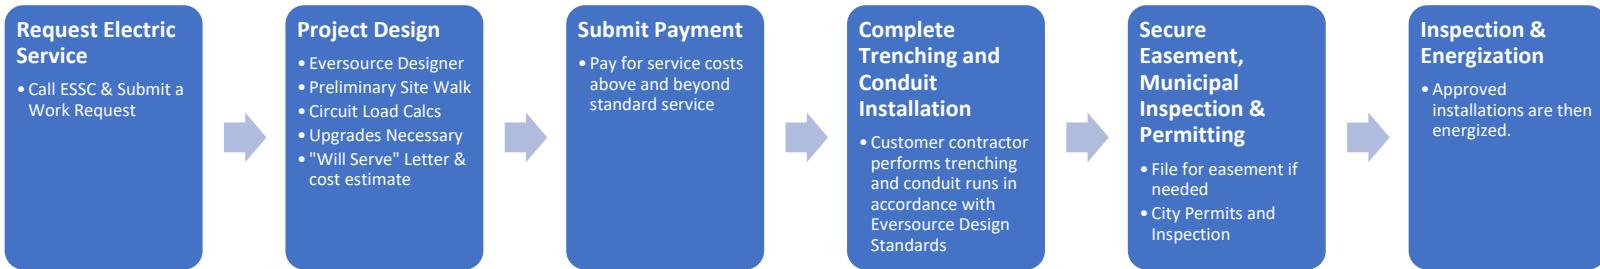 Request Electric
Service
• Call ESSC & Submit a
Work Request
Project Design
• Eversource Designer
• Preliminary Site Walk
• Circuit Load Calcs
• Upgrades Necessary
• "Will Serve" Letter &
cost estimate
Submit Payment
• Pay for service costs
above and beyond
standard service
Complete
Trenching and
Conduit
Installation
• Customer contractor
performs trenching
and conduit runs in
accordance with
Eversource Design
Standards
Secure
Easement,
Municipal
Inspection &
Permitting
• File for easement if
needed
• City Permits and
Inspection
Inspection &
Energization
• Approved
installations are then
energized.